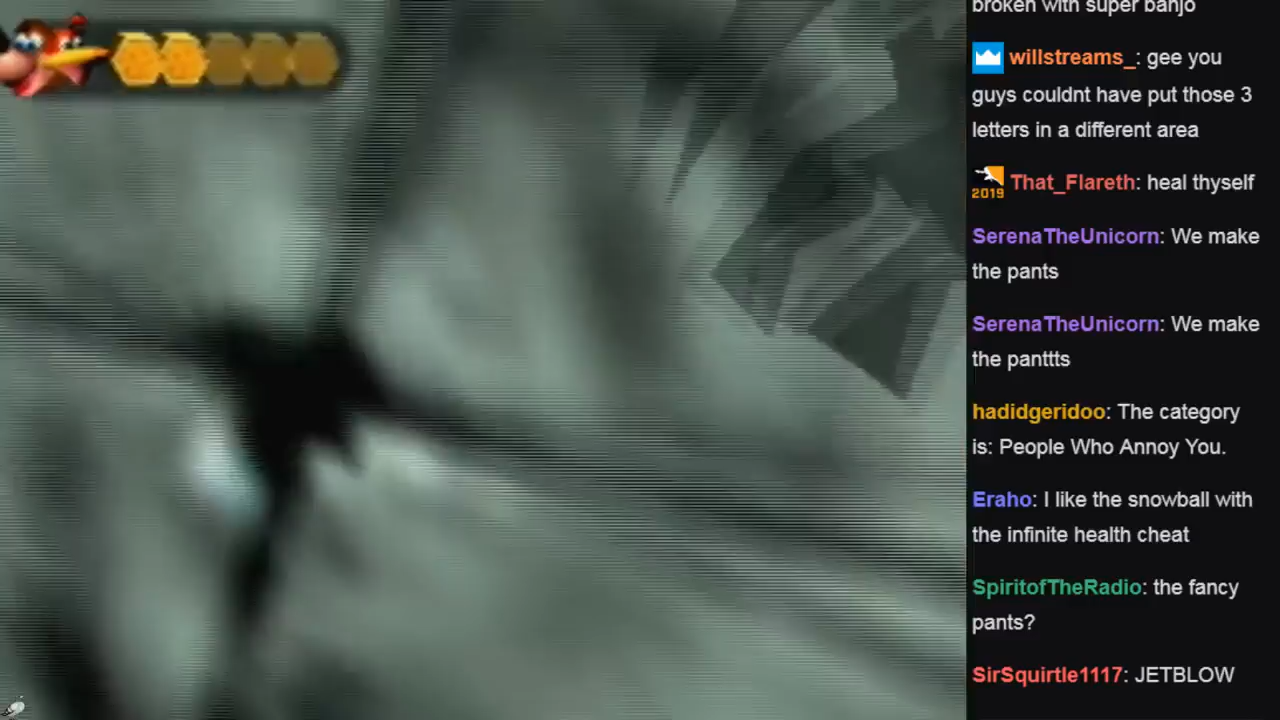 broken with super banjo
willstreams_: gee you
guys couldnt have put those 3
letters in a different area
2019 That_Flareth: heal thyself
SerenaTheUnicorn: We make
the pants
SerenaTheUnicorn: We make
the panttts
hadidgeridoo: The category
is: People Who Annoy You.
Eraho: I like the snowball with
the infinite health cheat
SpiritofTheRadio: the fancy
pants?
SirSquirtle1117: JETBLOW